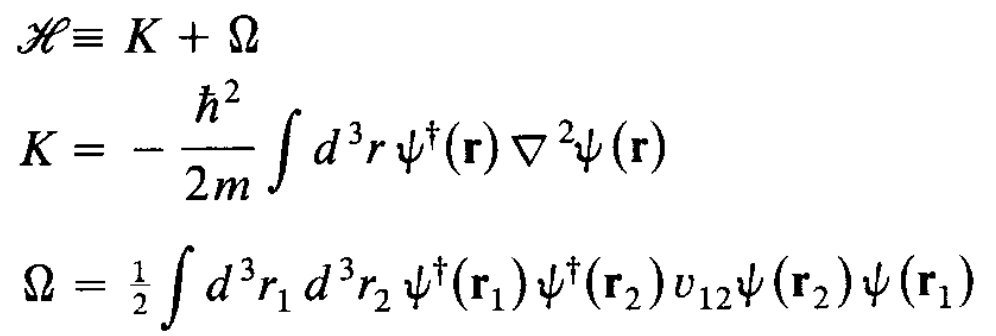 ℋ ≡ K + Ω
K = − ħ²/2m ∫ d³r ψ†(𝐫) ∇²ψ(𝐫)
Ω = ½ ∫ d³r₁ d³r₂ ψ†(𝐫₁) ψ†(𝐫₂) v₁₂ ψ(𝐫₂) ψ(𝐫₁)